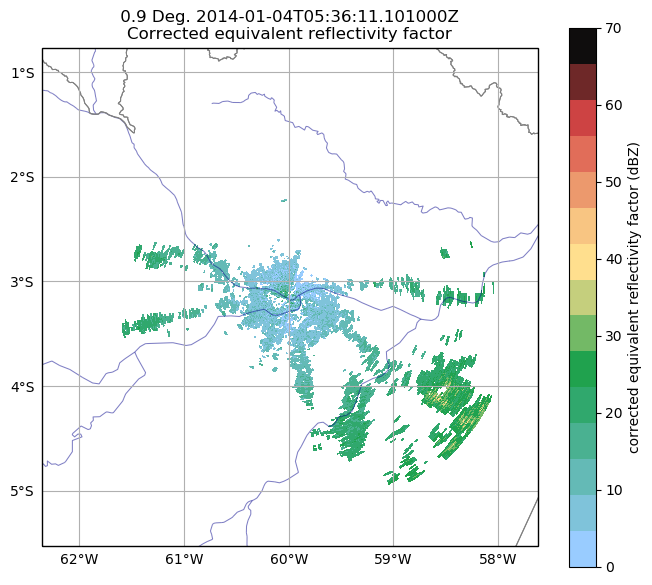 0.9 Deg. 2014-01-04T05:36:11.101000Z
Corrected equivalent reflectivity factor
1°S
2°S
3°S
4°S
5°S
62°W
61°W
60°W
59°W
58°W
70
60
50
40
30
20
10
0
corrected equivalent reflectivity factor (dBZ)